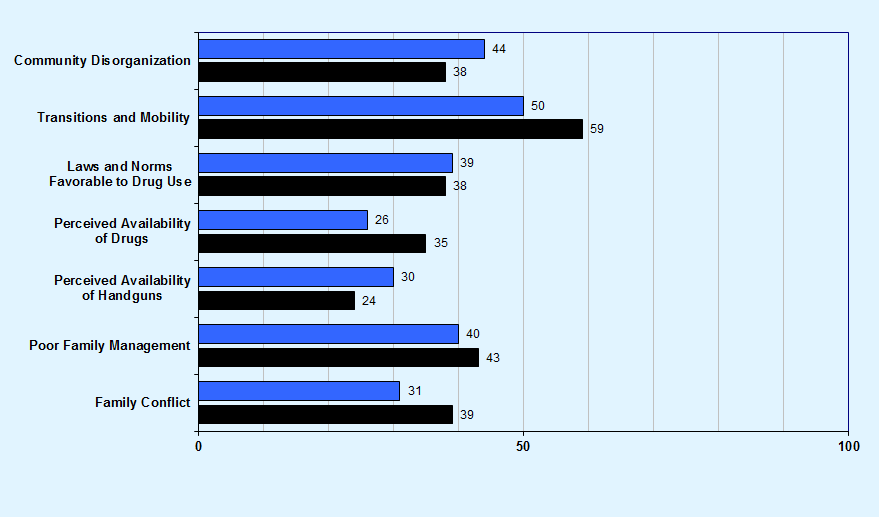 Community Disorganization
44
38
Transitions and Mobility
50
59
Laws and Norms
Favorable to Drug Use
39
38
Perceived Availability
of Drugs
26
35
Perceived Availability
of Handguns
30
24
Poor Family Management
40
43
Family Conflict
31
39
0
50
100